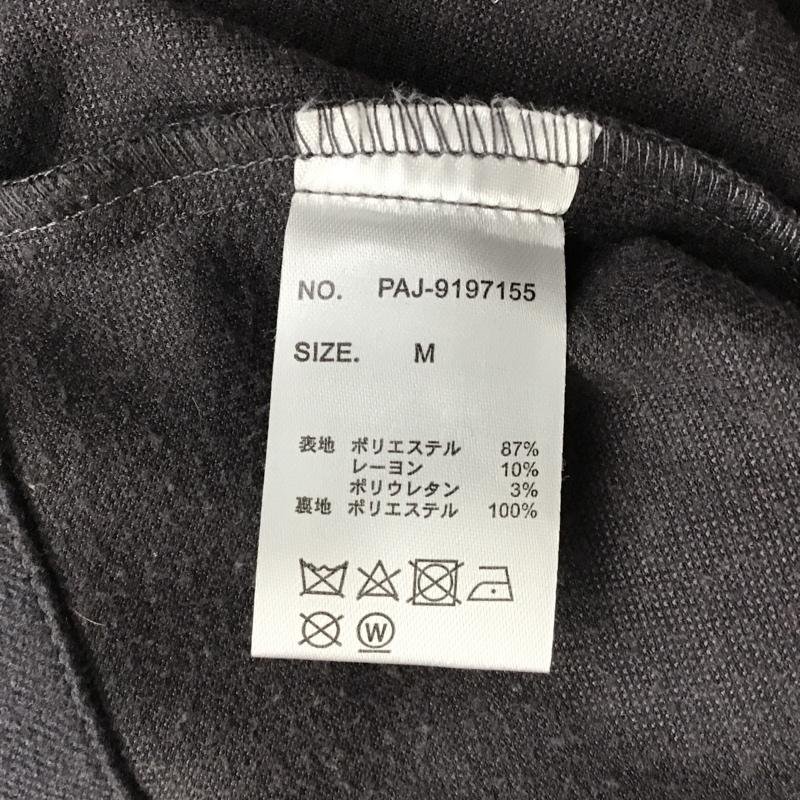 NO. PAJ-9197155
SIZE. M
表地 ポリエステル 87%
レーヨン 10%
ポリウレタン 3%
裏地 ポリエステル 100%
W